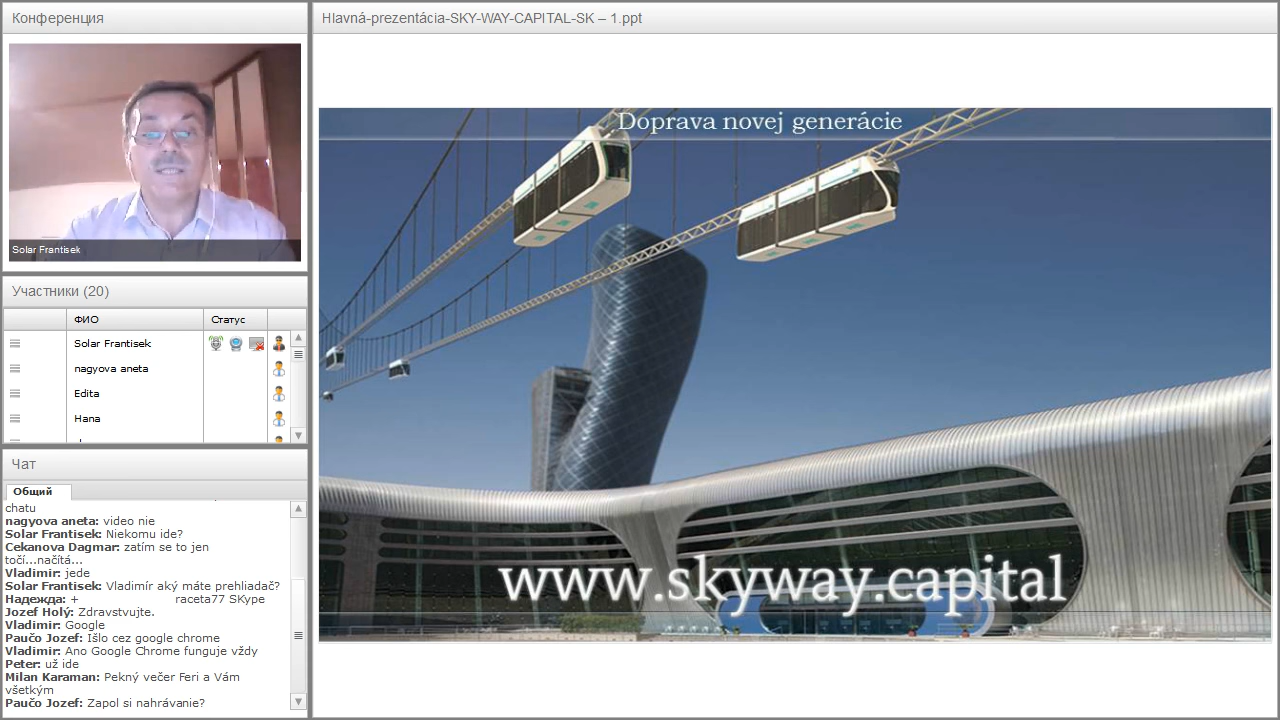 Конференция
Solar Frantisek
Участники (20)
ФИО
Статус
Solar Frantisek
nagyova aneta
Edita
Hana
Чат
Общий
chatu
nagyova aneta: video nie
Solar Frantisek: Niekomu ide?
Cekanova Dagmar: zatím se to jen
točí...načítá...
Vladimir: jede
Solar Frantisek: Vladimír aký máte prehliadač?
Надежда: + raceta77 SKype
Jozef Holý: Zdravstvujte.
Vladimir: Google
Paučo Jozef: Išlo cez google chrome
Vladimir: Ano Google Chrome funguje vždy
Peter: už ide
Milan Karaman: Pekný večer Feri a Vám
všetkým
Paučo Jozef: Zapol si nahrávanie?
Hlavná-prezentácia-SKY-WAY-CAPITAL-SK – 1.ppt
Doprava novej generácie
www.skyway.capital